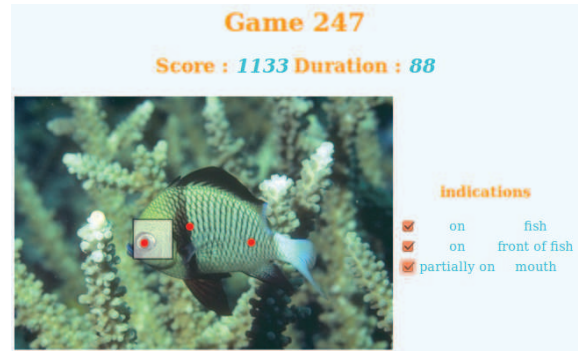 Game 247
Score : 1133 Duration : 88
indications
on fish
on front of fish
partially on mouth